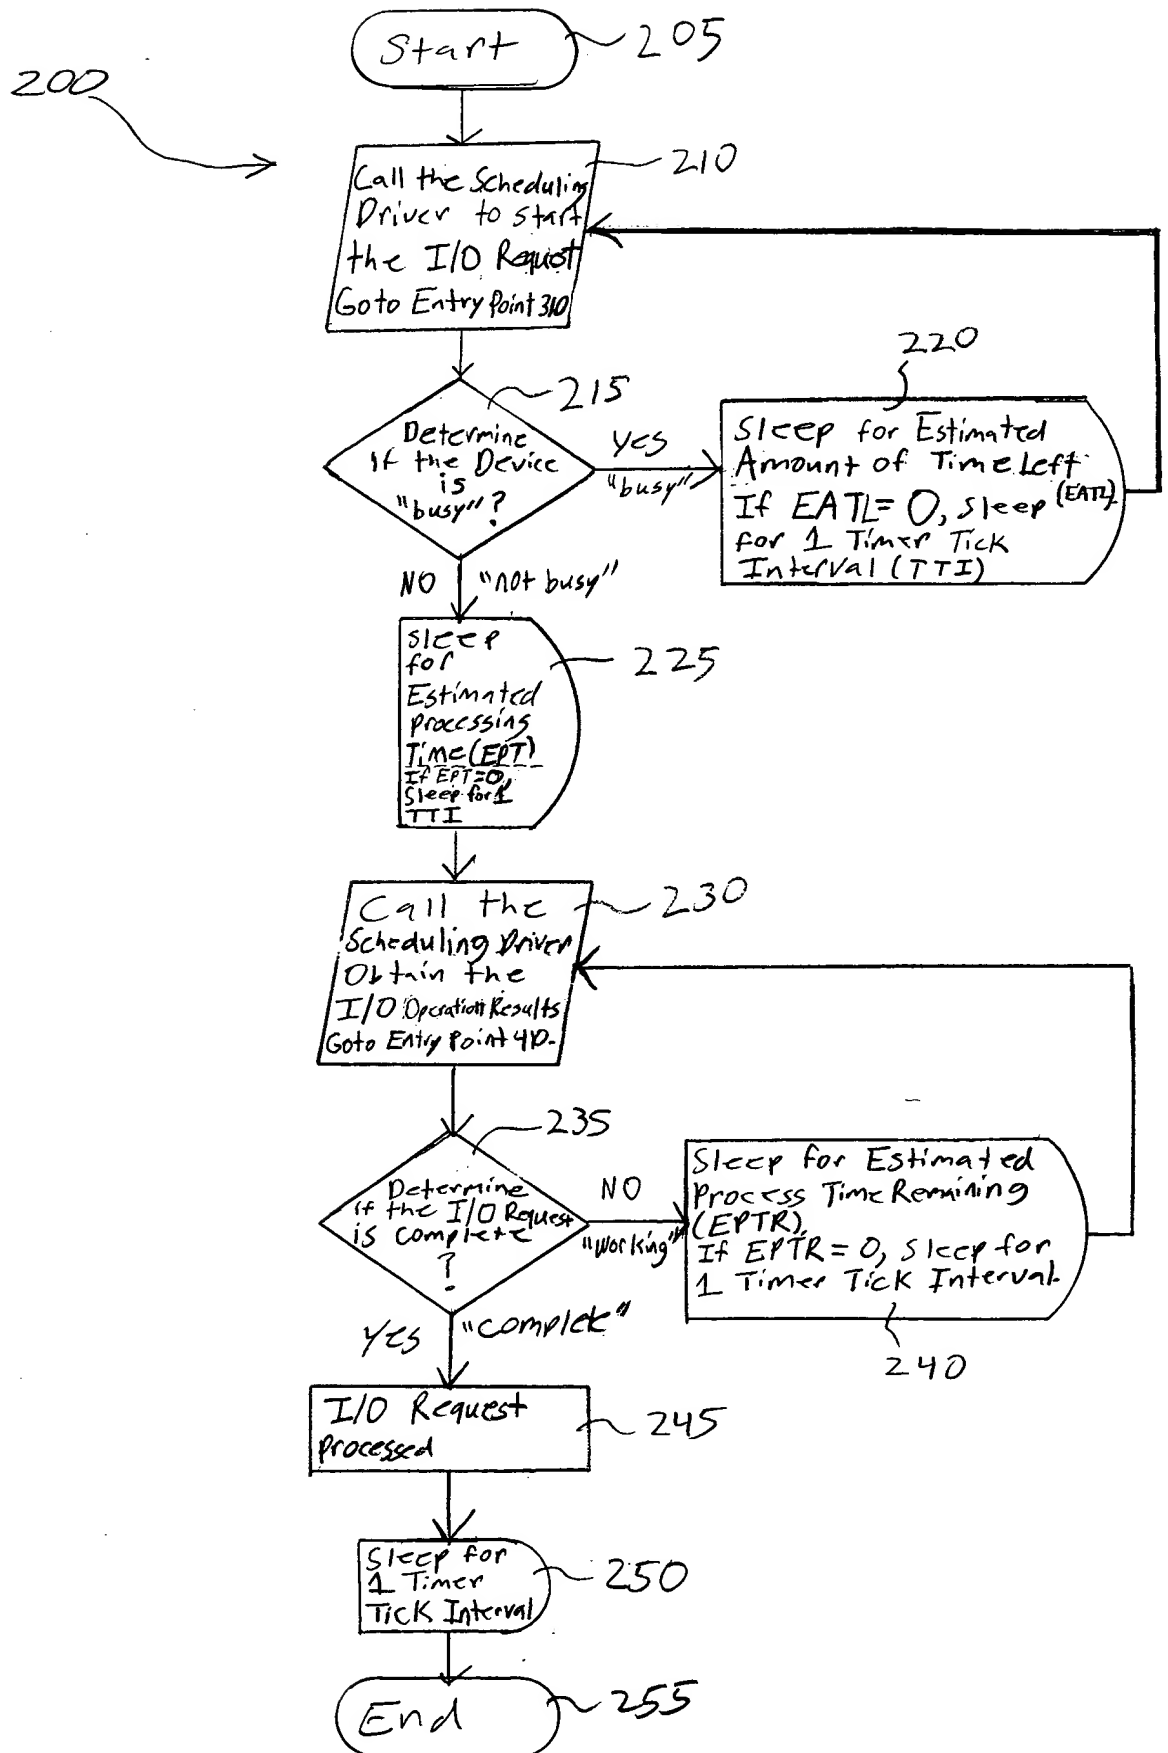 Start
205
200
210
Call the Scheduling
Driver to start
the I/O Request
Goto Entry Point 310
215
Determine
if the Device
is
"busy"?
Yes
"busy"
220
Sleep for Estimated
Amount of Time Left
(EATL)
If EATL = 0, Sleep
for 1 Timer Tick
Interval (TTI)
NO "not busy"
225
Sleep
for
Estimated
Processing
Time (EPT)
If EPT=0,
Sleep for 1
TTI
230
Call the
Scheduling Driver
Obtain the
I/O Operation Results
Goto Entry Point 410.
235
Determine
if the I/O Request
is complete
?
NO
"Working"
Sleep for Estimated
Process Time Remaining
(EPTR)
If EPTR = 0, Sleep for
1 Timer Tick Interval.
240
Yes "Complete"
I/O Request
Processed
245
Sleep for
1 Timer
Tick Interval
250
End
255